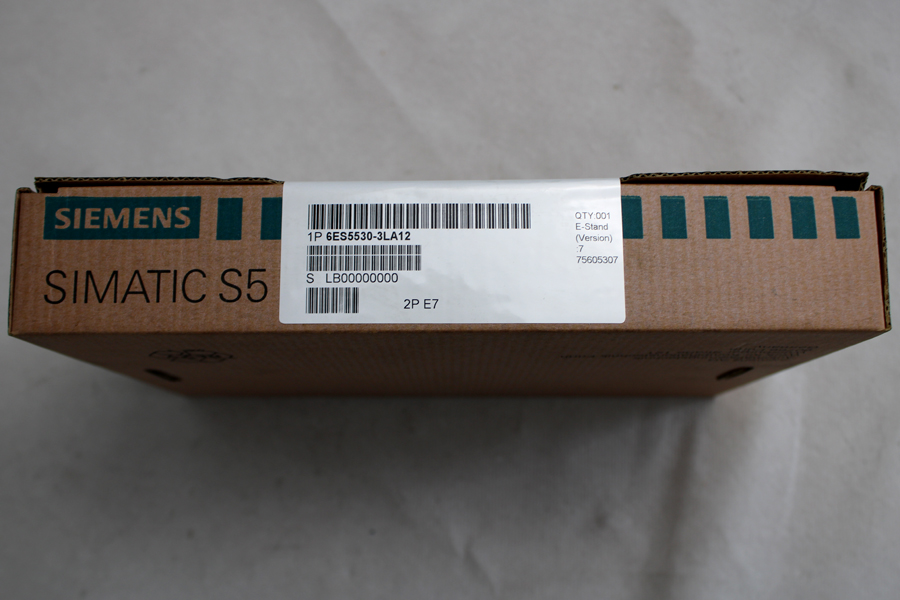 SIEMENS
SIMATIC S5
1P 6ES5530-3LA12
S LB00000000
2P E7
QTY:001
E-Stand
(Version)
:7
75605307